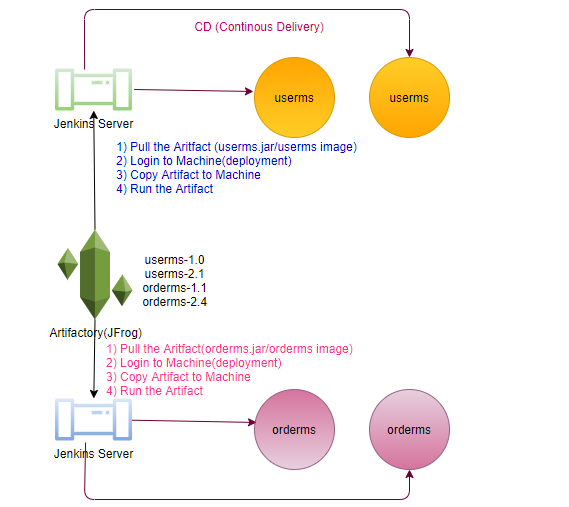 CD (Continous Delivery)
userms
userms
Jenkins Server
1) Pull the Aritfact (userms.jar/userms image)
2) Login to Machine(deployment)
3) Copy Artifact to Machine
4) Run the Artifact
userms-1.0
userms-2.1
orderms-1.1
orderms-2.4
Artifactory(JFrog)
1) Pull the Aritfact(orderms.jar/orderms image)
2) Login to Machine(deployment)
3) Copy Artifact to Machine
4) Run the Artifact
orderms
orderms
Jenkins Server